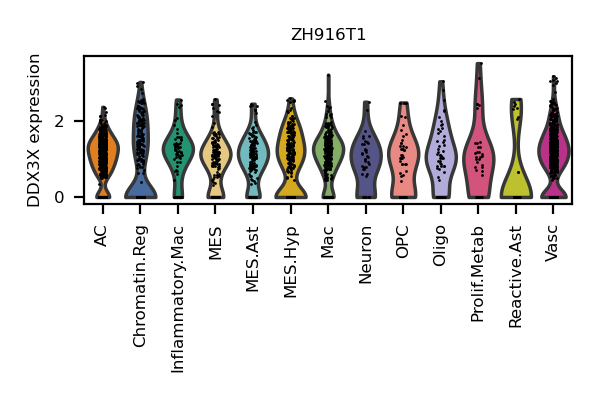 ZH916T1
DDX3X expression
2
0
AC
Chromatin.Reg
Inflammatory.Mac
MES
MES.Ast
MES.Hyp
Mac
Neuron
OPC
Oligo
Prolif.Metab
Reactive.Ast
Vasc